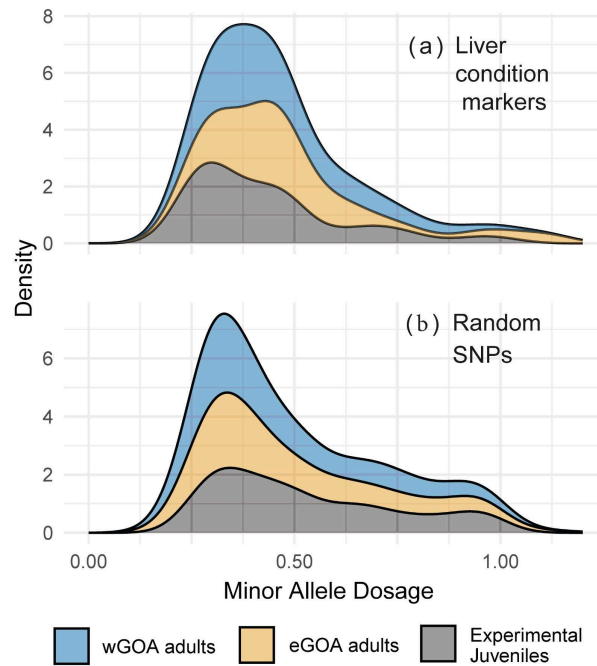 8
(a) Liver
condition
markers
6
4
2
0
Density
(b) Random
SNPs
6
4
2
0
0.00 0.50 1.00
Minor Allele Dosage
wGOA adults eGOA adults Experimental
Juveniles